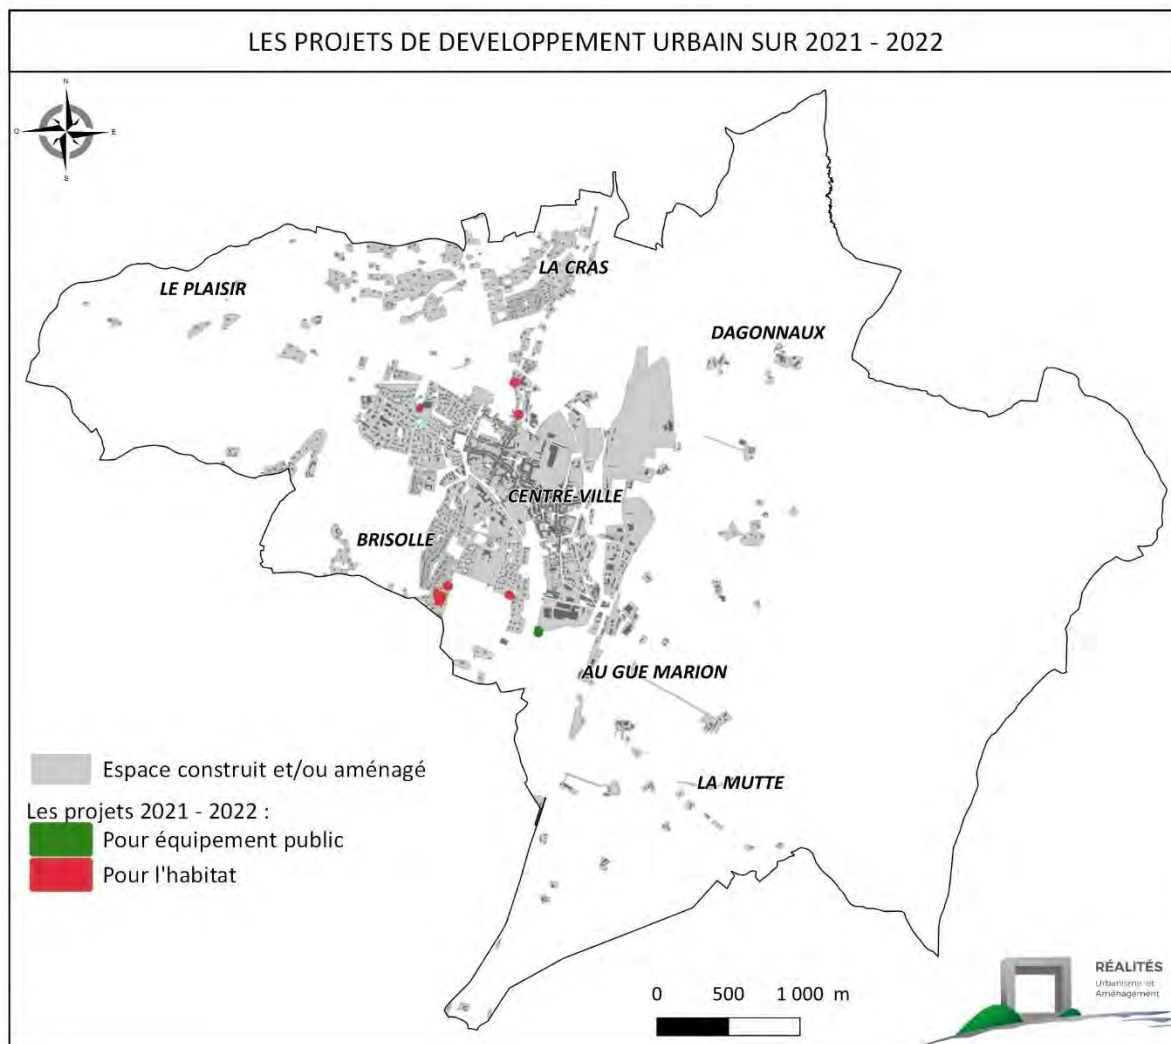 LES PROJETS DE DEVELOPPEMENT URBAIN SUR 2021 - 2022
N
O
E
S
LA CRAS
LE PLAISIR
DAGONNAUX
CENTRE-VILLE
BRISOLLE
AU GUE MARION
LA MUTTE
Espace construit et/ou aménagé
Les projets 2021 - 2022 :
Pour équipement public
Pour l'habitat
0 500 1 000 m
RÉALITÉS
Urbanisme et
Aménagement